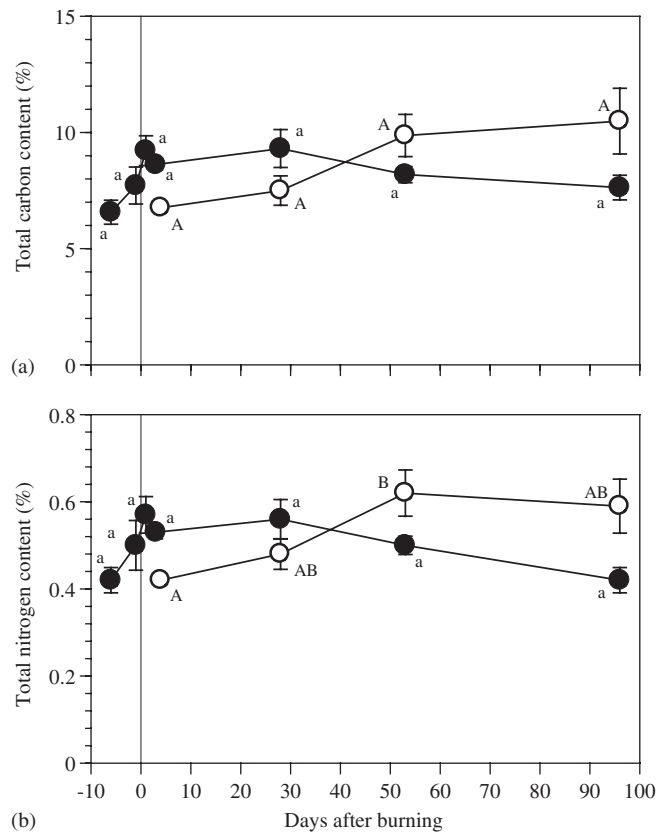 15
10
5
0
Total carbon content (%)
a
a
a
a
a
a
a
A
A
A
A
(a)
0.8
0.6
0.4
0.2
0
Total nitrogen content (%)
a
a
a
a
a
a
a
A
AB
B
AB
-10 0 10 20 30 40 50 60 70 80 90 100
(b)
Days after burning